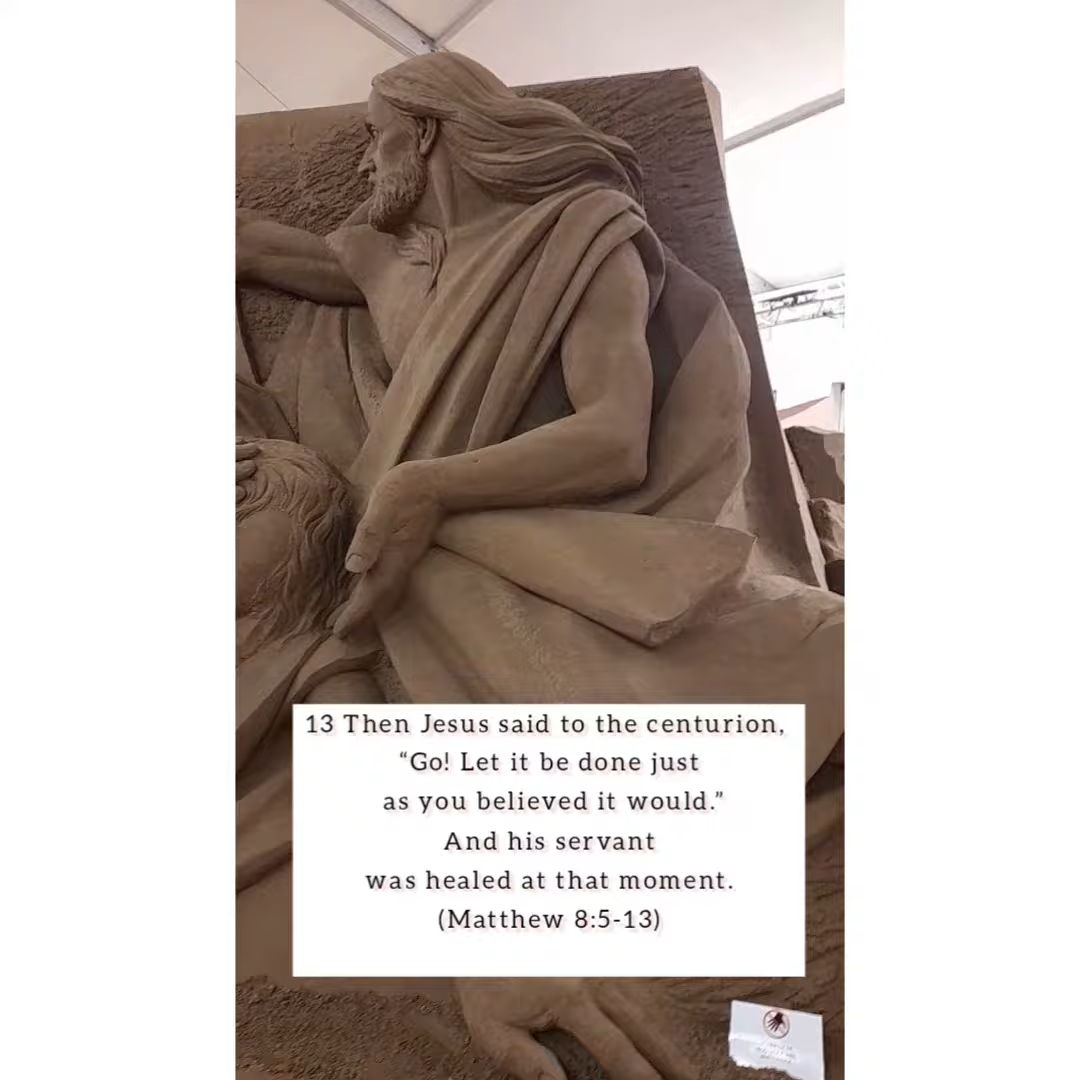 13 Then Jesus said to the centurion,
“Go! Let it be done just
as you believed it would.”
And his servant
was healed at that moment.
(Matthew 8:5-13)